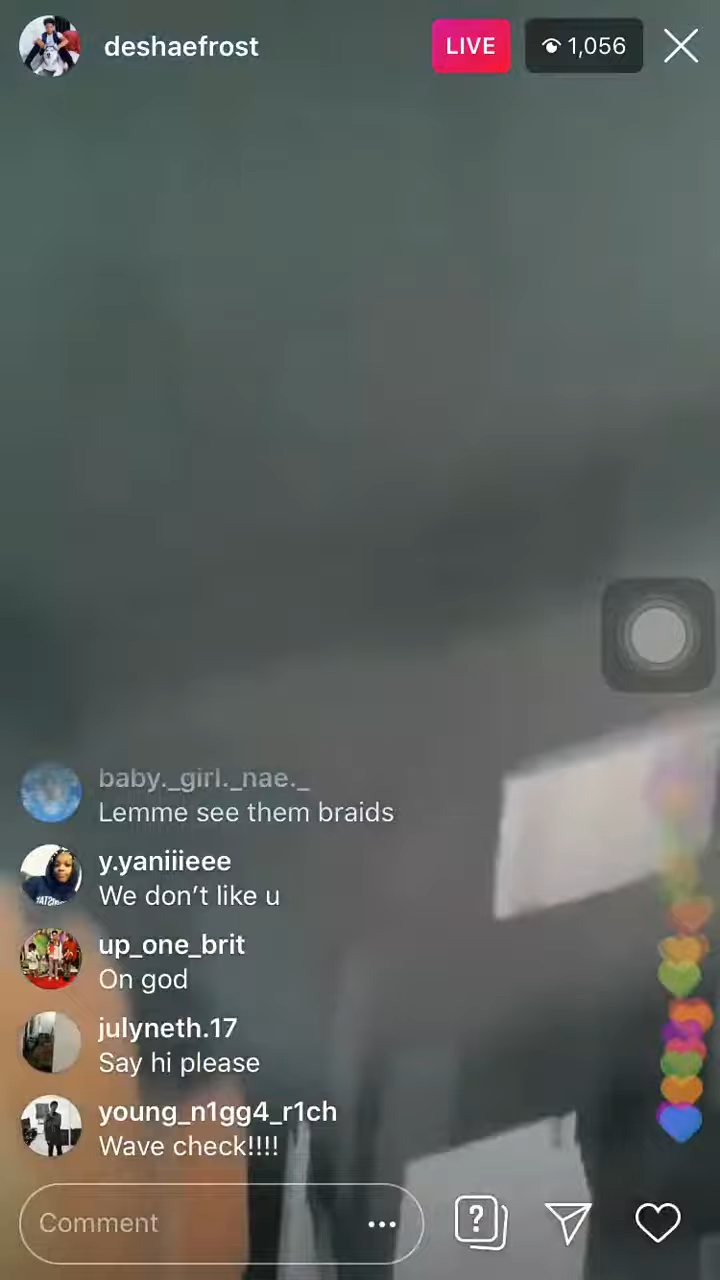 deshaefrost
LIVE
1,056
baby._girl._nae._
Lemme see them braids
y.yaniiieee
We don't like u
up_one_brit
On god
julyneth.17
Say hi please
young_n1gg4_r1ch
Wave check!!!!
Comment
?